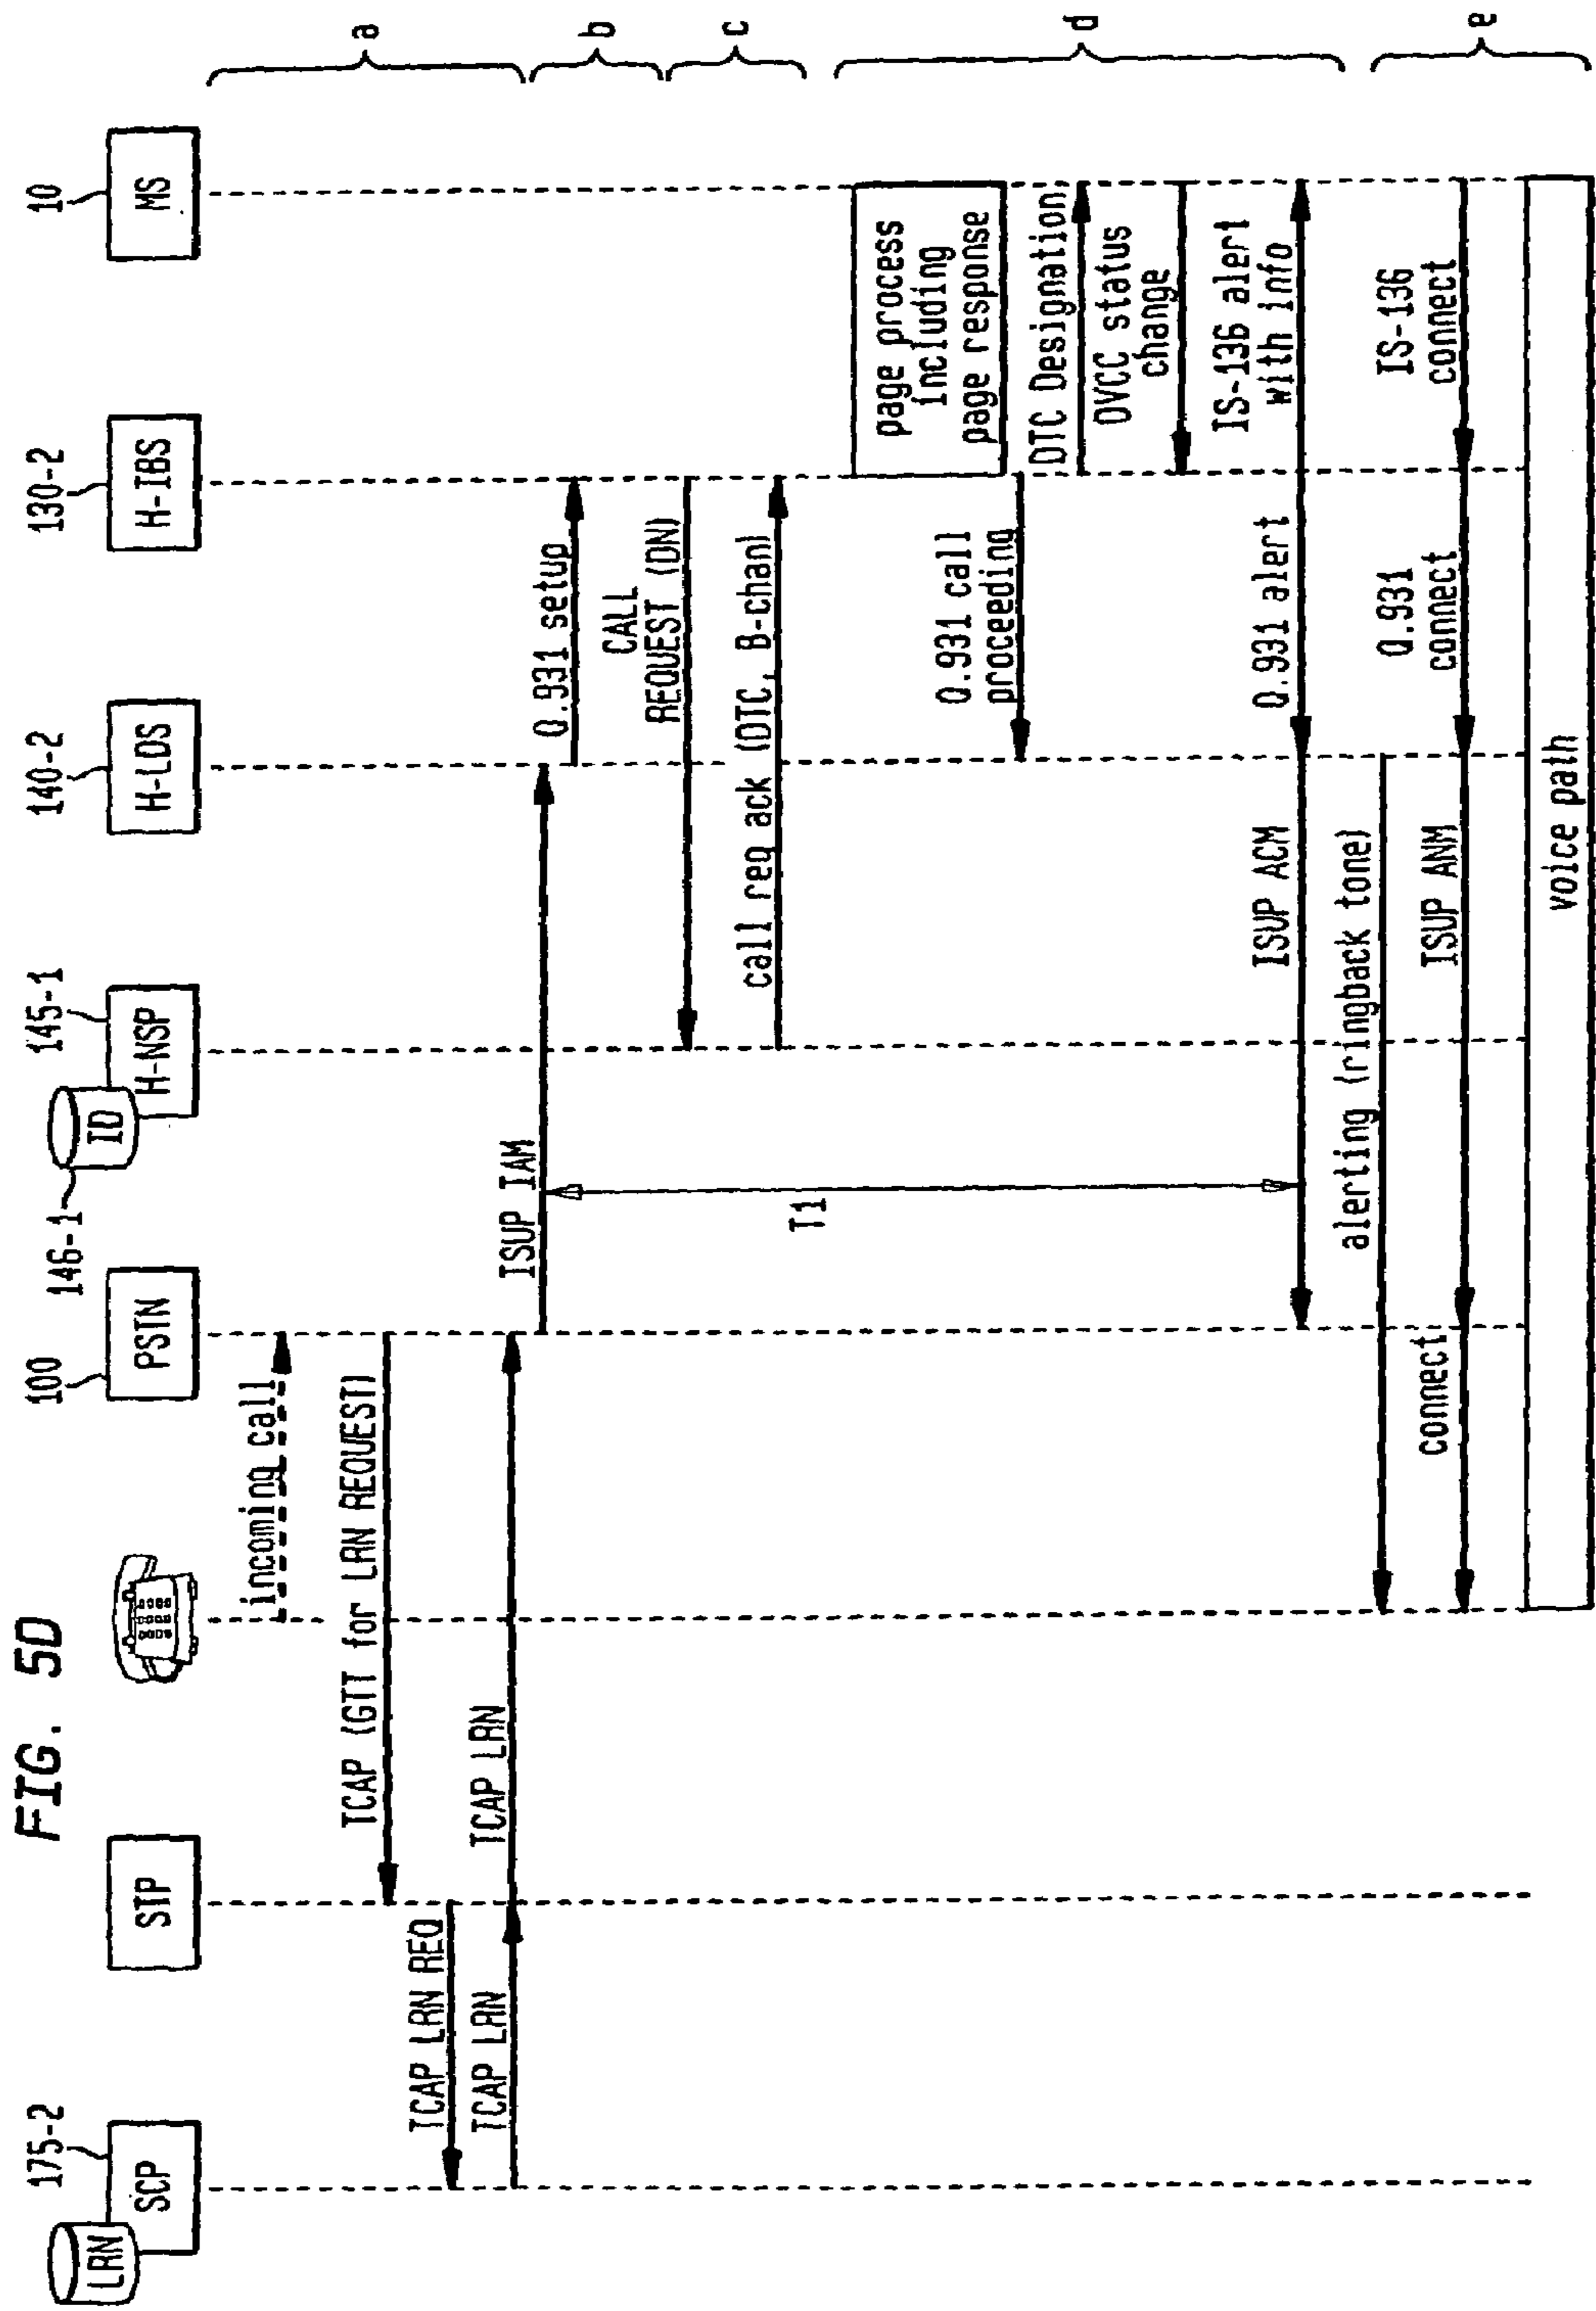 FIG. 5D
LRN
175-2
SCP
STP
100
PSTN
146-1
ID
145-1
H-NSP
140-2
H-LDS
130-2
H-IBS
10
MS
incoming call
TCAP (GTT for LRN REQUEST)
TCAP LRN REQ
TCAP LRN
TCAP LRN
a
ISUP IAM
Q.931 setup
b
CALL
REQUEST (DN)
call req ack (DTC, B-chan)
c
T1
page process
including
page response
Q.931 call
proceeding
DTC Designation
DVCC status
change
ISUP ACM
Q.931 alert
IS-136 alert
with info
d
alerting (ringback tone)
connect
ISUP ANM
Q.931
connect
IS-136
connect
e
voice path